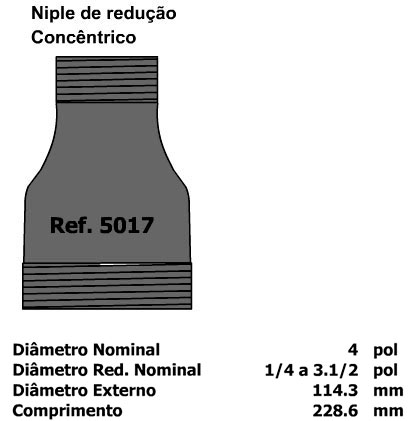 Niple de redução
Concêntrico
Ref. 5017
Diâmetro Nominal 4 pol
Diâmetro Red. Nominal 1/4 a 3.1/2 pol
Diâmetro Externo 114.3 mm
Comprimento 228.6 mm